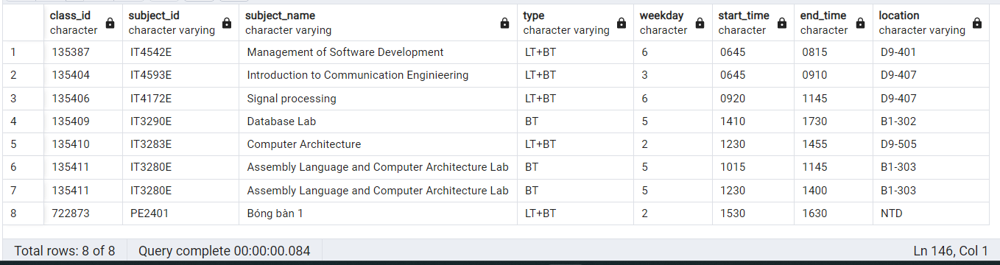 class_id subject_id subject_name type weekday start_time end_time location
character character varying character varying character varying character character character character varying
1 135387 IT4542E Management of Software Development LT+BT 6 0645 0815 D9-401
2 135404 IT4593E Introduction to Communication Enginieering LT+BT 3 0645 0910 D9-407
3 135406 IT4172E Signal processing LT+BT 6 0920 1145 D9-407
4 135409 IT3290E Database Lab BT 5 1410 1730 B1-302
5 135410 IT3283E Computer Architecture LT+BT 2 1230 1455 D9-505
6 135411 IT3280E Assembly Language and Computer Architecture Lab BT 5 1015 1145 B1-303
7 135411 IT3280E Assembly Language and Computer Architecture Lab BT 5 1230 1400 B1-303
8 722873 PE2401 Bóng bàn 1 LT+BT 2 1530 1630 NTD
Total rows: 8 of 8 Query complete 00:00:00.084 Ln 146, Col 1